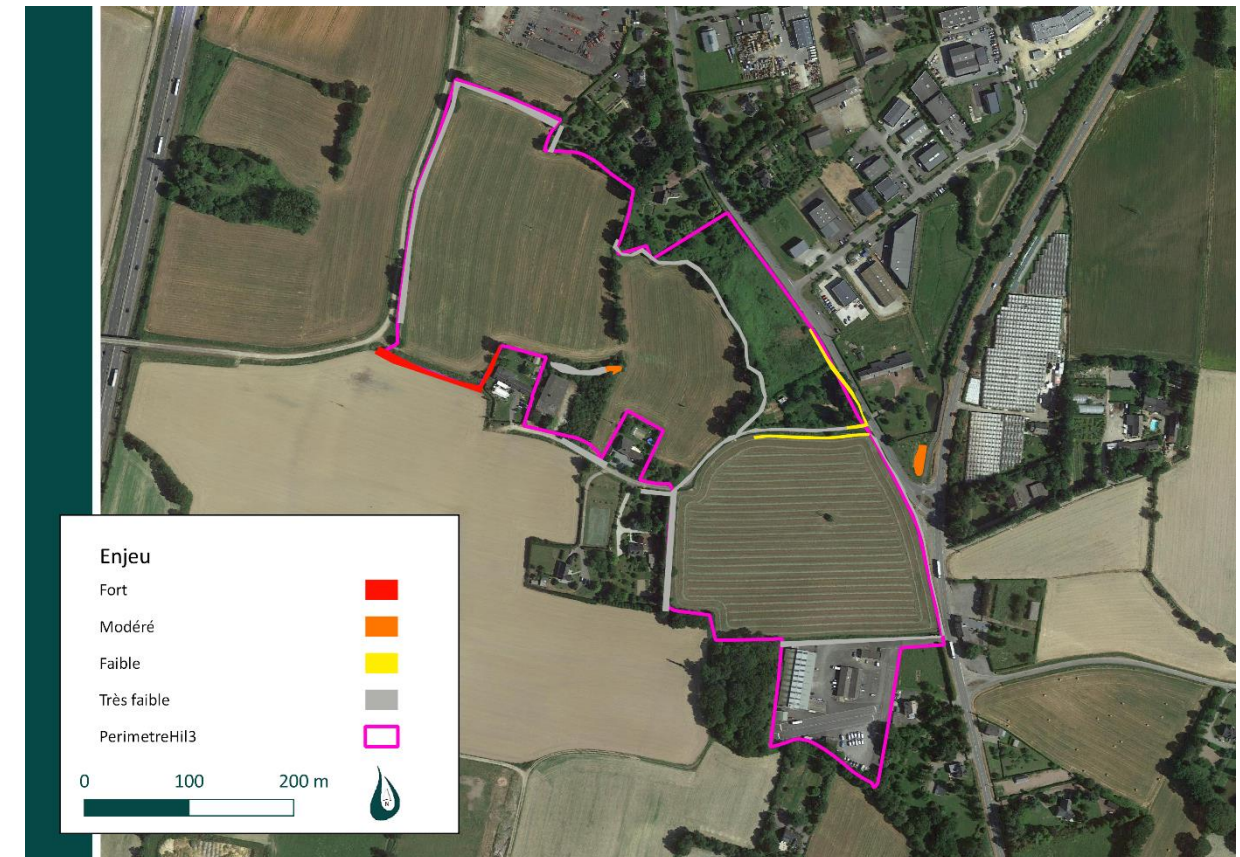 Enjeu
Fort
Modéré
Faible
Très faible
PerimetreHil3
0 100 200 m
N